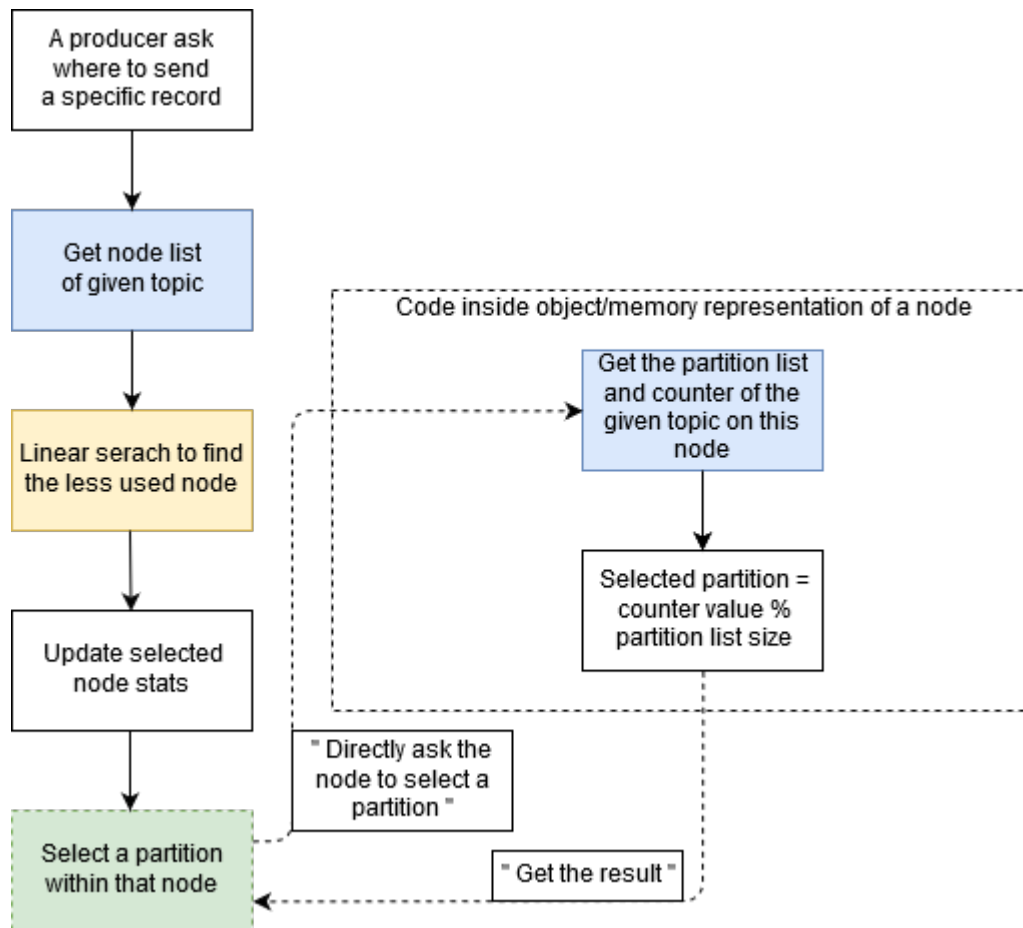 A producer ask
where to send
a specific record
Get node list
of given topic
Linear serach to find
the less used node
Update selected
node stats
Select a partition
within that node
Code inside object/memory representation of a node
Get the partition list
and counter of the
given topic on this
node
Selected partition =
counter value %
partition list size
" Directly ask the
node to select a
partition "
" Get the result "